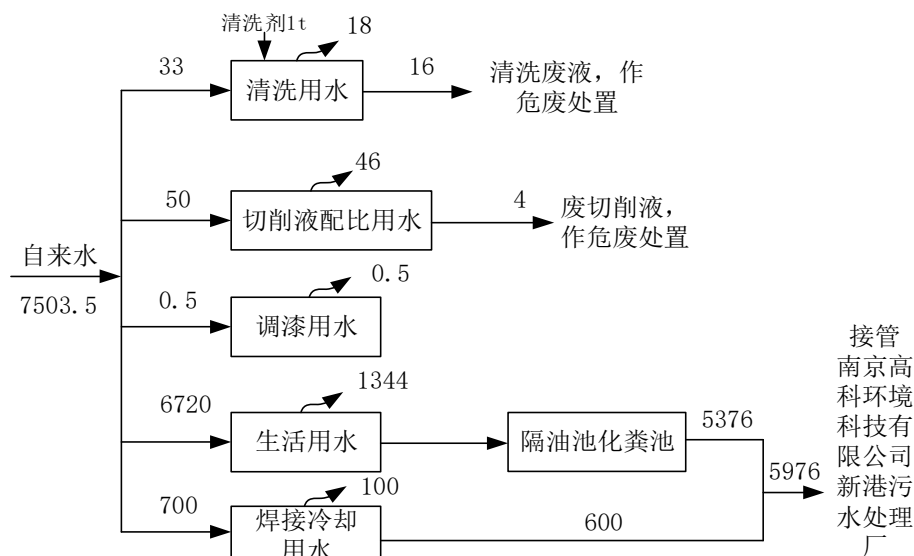 清洗剂1t
18
33
清洗用水
16
清洗废液，作
危废处置
46
50
切削液配比用水
4
废切削液，
作危废处置
自来水
7503.5
0.5
0.5
调漆用水
1344
6720
生活用水
隔油池化粪池
5376
100
700
焊接冷却
用水
600
5976
接管
南京高
科环境
科技有
限公司
新港污
水处理
厂